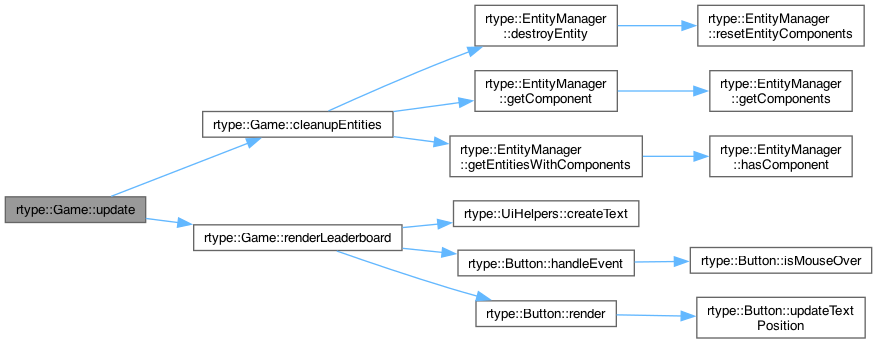 rtype::Game::update
rtype::Game::cleanupEntities
rtype::EntityManager
::destroyEntity
rtype::EntityManager
::resetEntityComponents
rtype::EntityManager
::getComponent
rtype::EntityManager
::getComponents
rtype::EntityManager
::getEntitiesWithComponents
rtype::EntityManager
::hasComponent
rtype::Game::renderLeaderboard
rtype::UiHelpers::createText
rtype::Button::handleEvent
rtype::Button::isMouseOver
rtype::Button::render
rtype::Button::updateText
Position